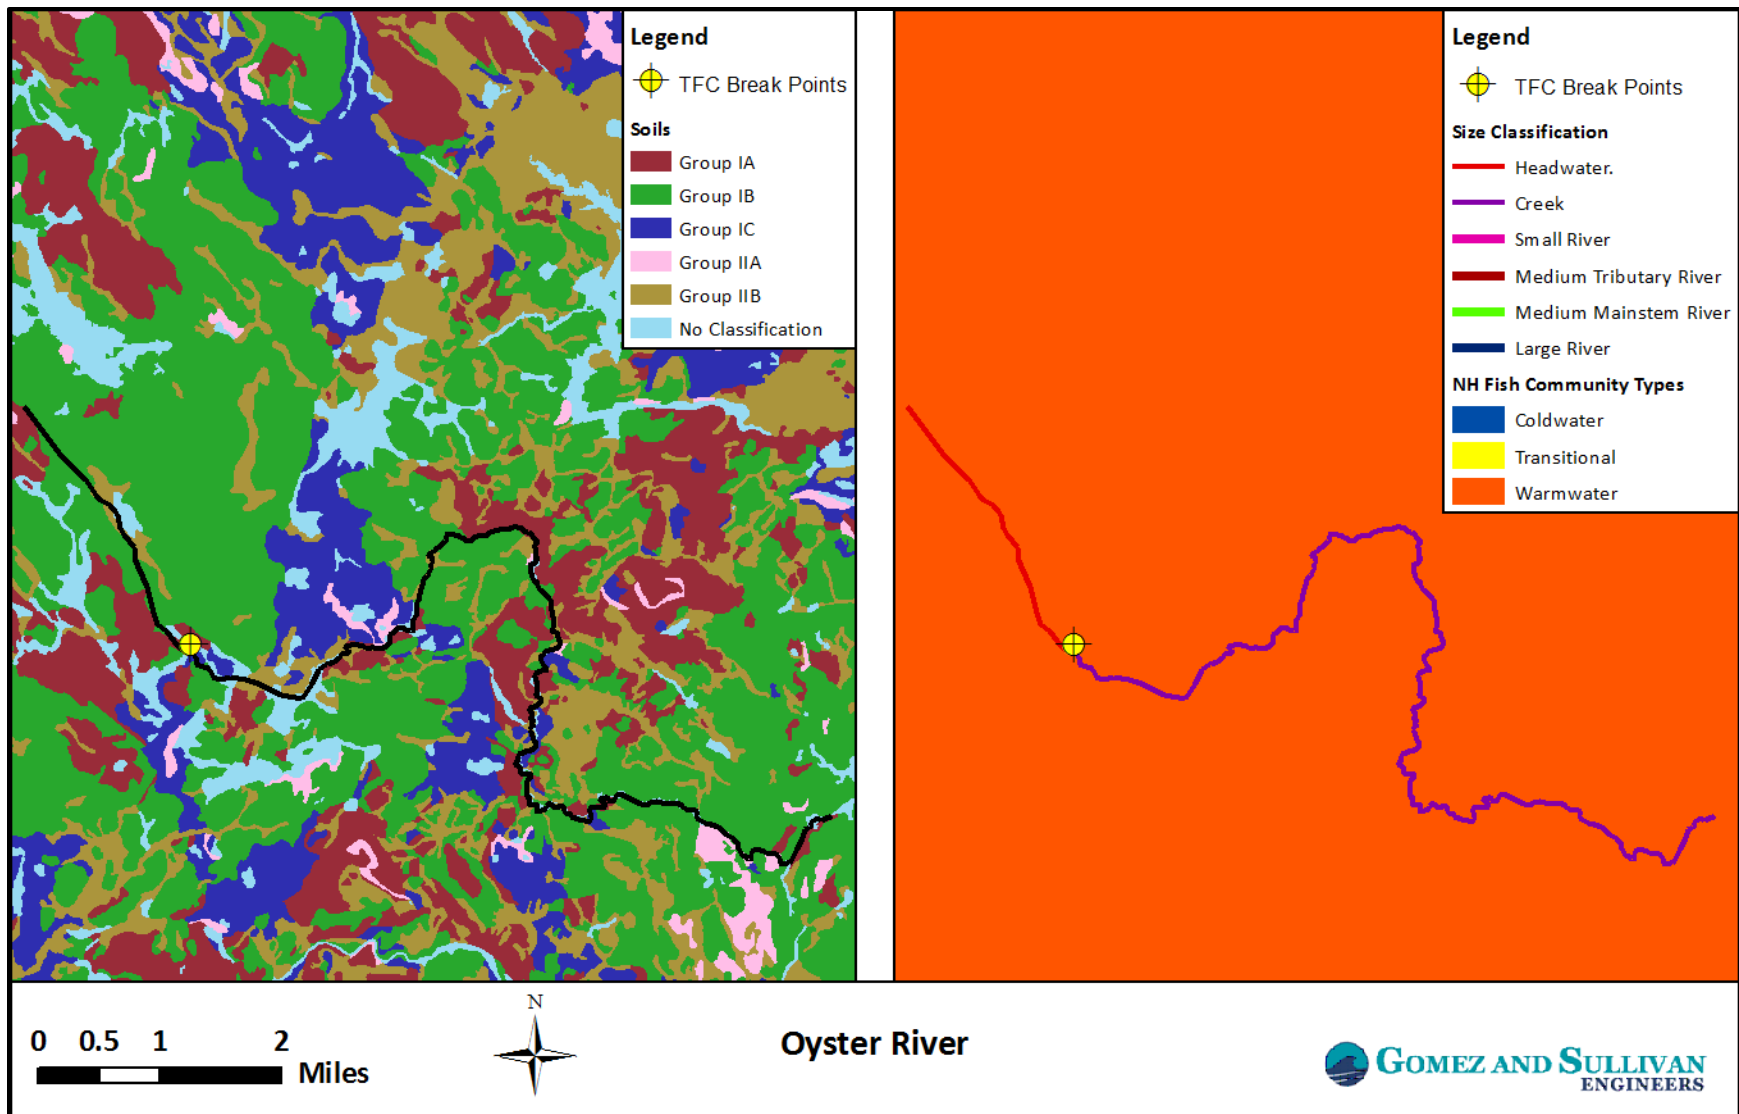 Legend
TFC Break Points
Soils
Group IA
Group IB
Group IC
Group IIA
Group IIB
No Classification
Legend
TFC Break Points
Size Classification
Headwater.
Creek
Small River
Medium Tributary River
Medium Mainstem River
Large River
NH Fish Community Types
Coldwater
Transitional
Warmwater
0 0.5 1 2
Miles
N
Oyster River
GOMEZ AND SULLIVAN
ENGINEERS